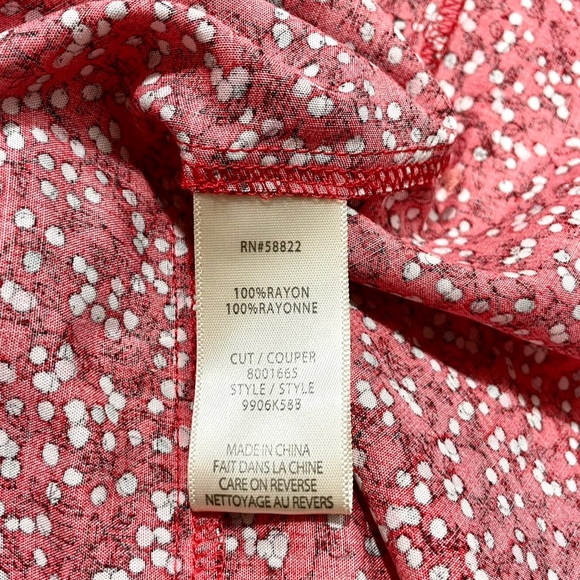 RN#58822
100%RAYON
100%RAYONNE
CUT / COUPER
8001665
STYLE / STYLE
9906K58B
MADE IN CHINA
FAIT DANS LA CHINE
CARE ON REVERSE
NETTOYAGE AU REVERS